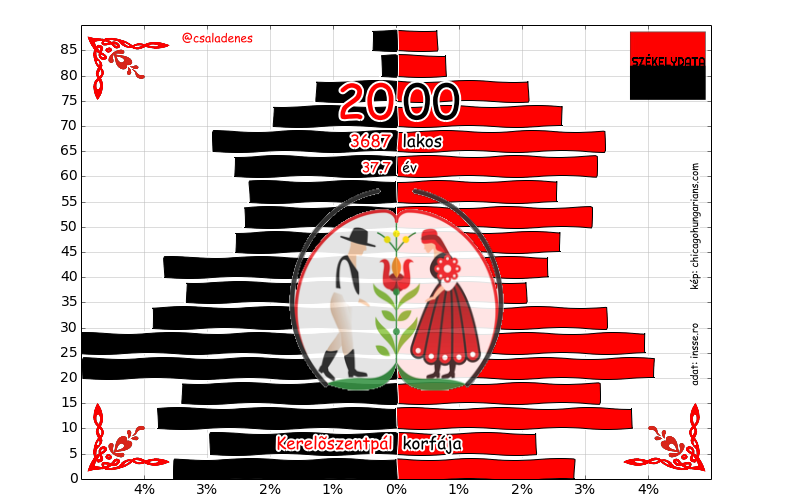 @csaladenes
SZÉKELYDATA
2000
3687 lakos
37.7 év
kép: chicagohungarians.com
adat: insse.ro
Kerelőszentpál korfája
85
80
75
70
65
60
55
50
45
40
35
30
25
20
15
10
5
0
4% 3% 2% 1% 0% 1% 2% 3% 4%